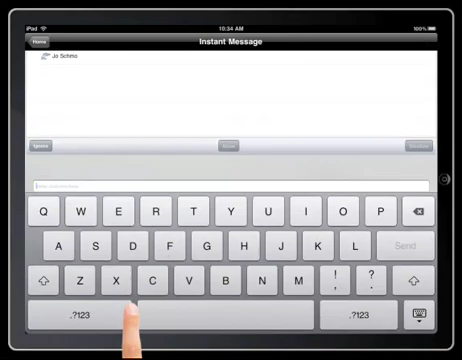 iPad 10:34 AM 100%
Home Instant Message
Jo Schmo
Q W E R T Y U I O P
A S D F G H J K L Send
Z X C V B N M ! , ? .
.?123 .?123